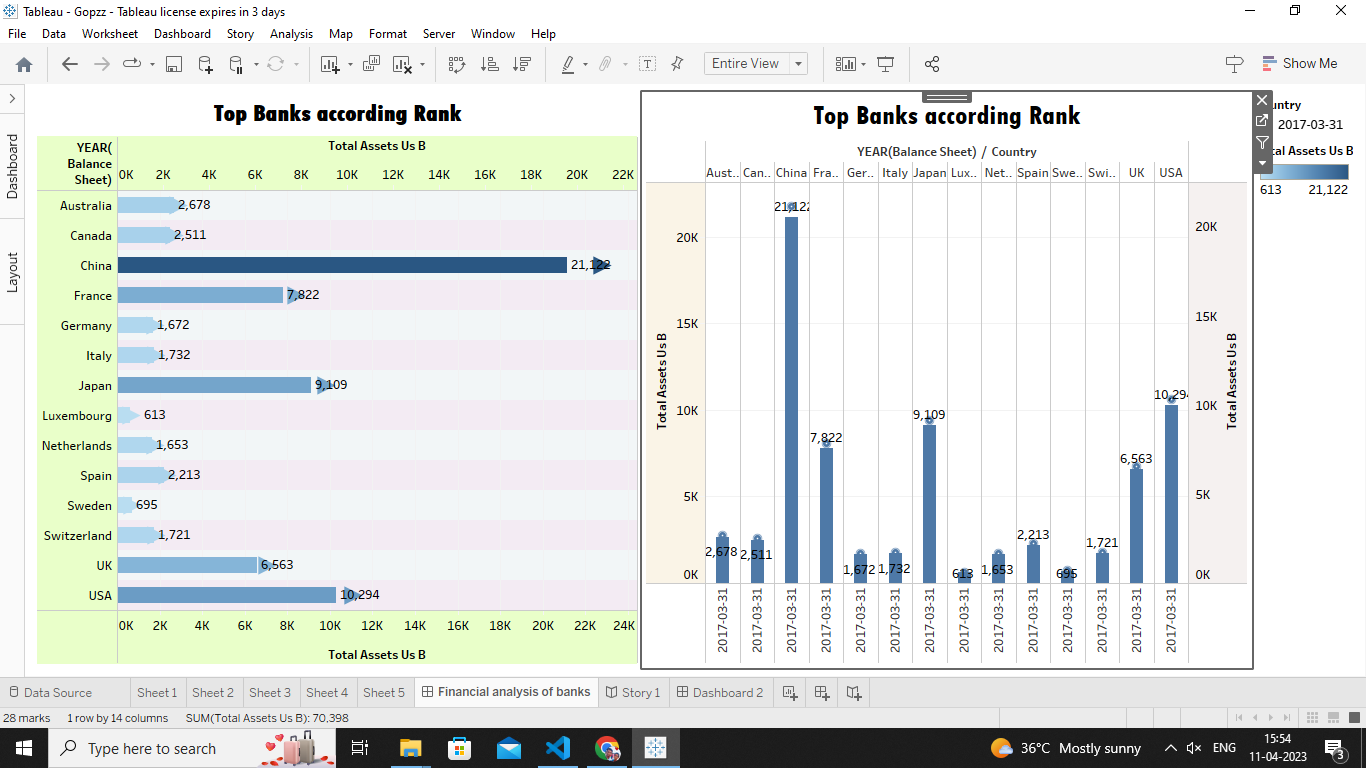 Tableau - Gopzz - Tableau license expires in 3 days
File Data Worksheet Dashboard Story Analysis Map Format Server Window Help
Entire View
Show Me
Dashboard
Layout
Top Banks according Rank
YEAR(
Balance
Sheet)
Total Assets Us B
0K 2K 4K 6K 8K 10K 12K 14K 16K 18K 20K 22K
Australia 2,678
Canada 2,511
China 21,122
France 7,822
Germany 1,672
Italy 1,732
Japan 9,109
Luxembourg 613
Netherlands 1,653
Spain 2,213
Sweden 695
Switzerland 1,721
UK 6,563
USA 10,294
0K 2K 4K 6K 8K 10K 12K 14K 16K 18K 20K 22K 24K
Total Assets Us B
Top Banks according Rank
YEAR(Balance Sheet) / Country
Aust.. Can.. China Fra.. Ger.. Italy Japan Lux.. Net.. Spain Swe.. Swi.. UK USA
Total Assets Us B
20K
15K
10K
5K
0K
2,678 2,511 21,122 7,822 1,672 1,732 9,109 613 1,653 2,213 695 1,721 6,563 10,294
20K
15K
10K
5K
0K
Total Assets Us B
2017-03-31 2017-03-31 2017-03-31 2017-03-31 2017-03-31 2017-03-31 2017-03-31 2017-03-31 2017-03-31 2017-03-31 2017-03-31 2017-03-31 2017-03-31 2017-03-31
untry
2017-03-31
tal Assets Us B
613 21,122
Data Source Sheet 1 Sheet 2 Sheet 3 Sheet 4 Sheet 5 Financial analysis of banks Story 1 Dashboard 2
28 marks 1 row by 14 columns SUM(Total Assets Us B): 70,398
Type here to search
36°C Mostly sunny
ENG
15:54
11-04-2023
3